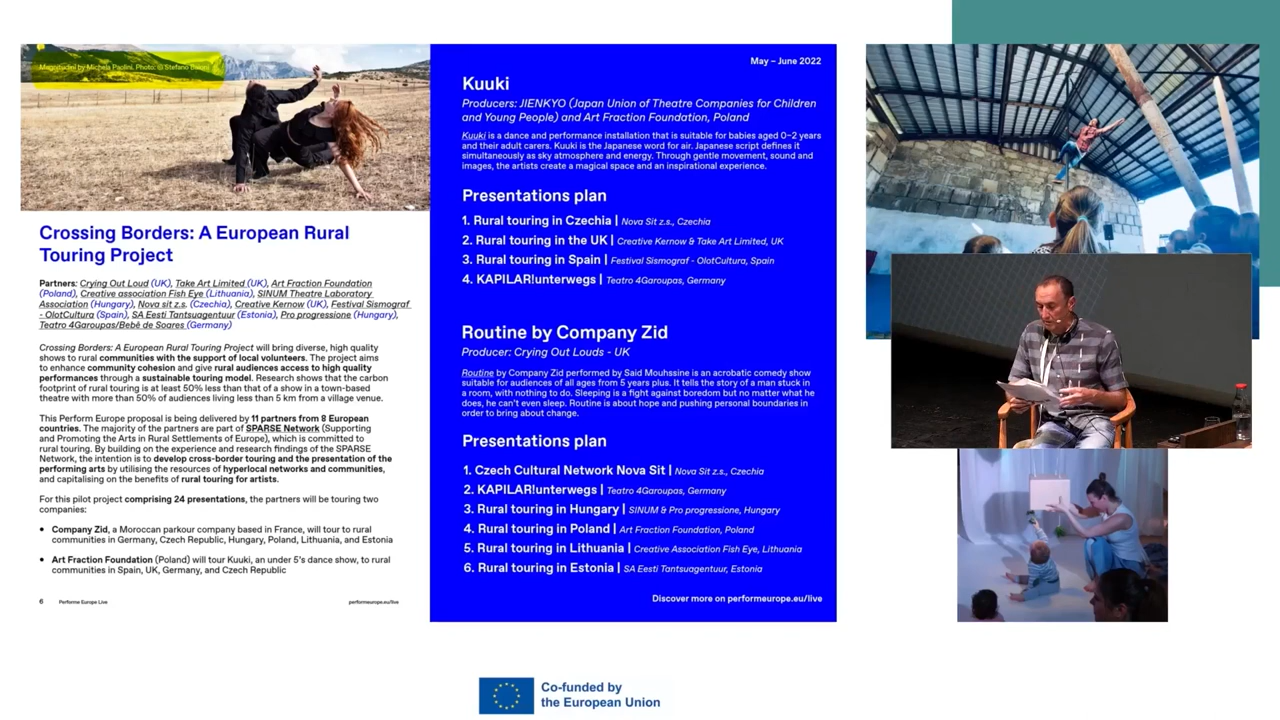 Magnitudini by Michela Paolini. Photo: © Stefano Baioni
Crossing Borders: A European Rural
Touring Project
Partners: Crying Out Loud (UK), Take Art Limited (UK), Art Fraction Foundation
(Poland), Creative association Fish Eye (Lithuania), SINUM Theatre Laboratory
Association (Hungary), Nova sit z.s. (Czechia), Creative Kernow (UK), Festival Sismograf
- OlotCultura (Spain), SA Eesti Tantsuagentuur (Estonia), Pro progressione (Hungary),
Teatro 4Garoupas/Bebê de Soares (Germany)
Crossing Borders: A European Rural Touring Project will bring diverse, high quality
shows to rural communities with the support of local volunteers. The project aims
to enhance community cohesion and give rural audiences access to high quality
performances through a sustainable touring model. Research shows that the carbon
footprint of rural touring is at least 50% less than that of a show in a town-based
theatre with more than 50% of audiences living less than 5 km from a village venue.
This Perform Europe proposal is being delivered by 11 partners from 8 European
countries. The majority of the partners are part of SPARSE Network (Supporting
and Promoting the Arts in Rural Settlements of Europe), which is committed to
rural touring. By building on the experience and research findings of the SPARSE
Network, the intention is to develop cross-border touring and the presentation of the
performing arts by utilising the resources of hyperlocal networks and communities,
and capitalising on the benefits of rural touring for artists.
For this pilot project comprising 24 presentations, the partners will be touring two
companies:
• Company Zid, a Moroccan parkour company based in France, will tour to rural
communities in Germany, Czech Republic, Hungary, Poland, Lithuania, and Estonia
• Art Fraction Foundation (Poland) will tour Kuuki, an under 5's dance show, to rural
communities in Spain, UK, Germany, and Czech Republic
6 Performe Europe Live performeurope.eu/live
May – June 2022
Kuuki
Producers: JIENKYO (Japan Union of Theatre Companies for Children
and Young People) and Art Fraction Foundation, Poland
Kuuki is a dance and performance installation that is suitable for babies aged 0–2 years
and their adult carers. Kuuki is the Japanese word for air. Japanese script defines it
simultaneously as sky atmosphere and energy. Through gentle movement, sound and
images, the artists create a magical space and an inspirational experience.
Presentations plan
1. Rural touring in Czechia | Nova Sit z.s., Czechia
2. Rural touring in the UK | Creative Kernow & Take Art Limited, UK
3. Rural touring in Spain | Festival Sismograf - OlotCultura, Spain
4. KAPILAR!unterwegs | Teatro 4Garoupas, Germany
Routine by Company Zid
Producer: Crying Out Louds - UK
Routine by Company Zid performed by Said Mouhssine is an acrobatic comedy show
suitable for audiences of all ages from 5 years plus. It tells the story of a man stuck in
a room, with nothing to do. Sleeping is a fight against boredom but no matter what he
does, he can't even sleep. Routine is about hope and pushing personal boundaries in
order to bring about change.
Presentations plan
1. Czech Cultural Network Nova Sit | Nova Sit z.s., Czechia
2. KAPILAR!unterwegs | Teatro 4Garoupas, Germany
3. Rural touring in Hungary | SINUM & Pro progressione, Hungary
4. Rural touring in Poland | Art Fraction Foundation, Poland
5. Rural touring in Lithuania | Creative Association Fish Eye, Lithuania
6. Rural touring in Estonia | SA Eesti Tantsuagentuur, Estonia
Discover more on performeurope.eu/live
Co-funded by
the European Union